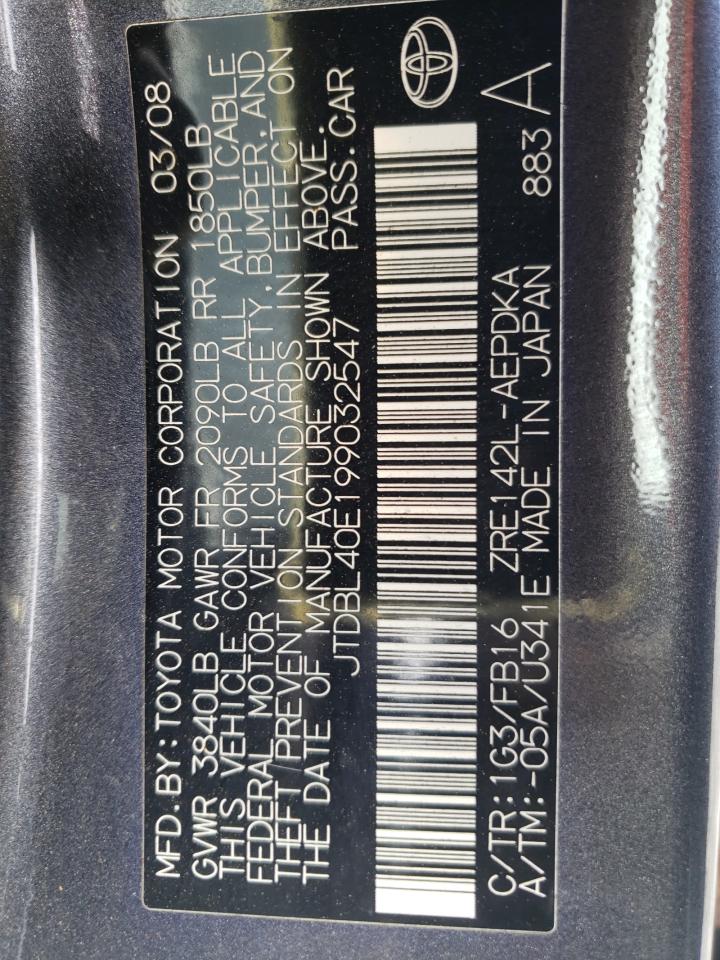 MFD.BY:TOYOTA MOTOR CORPORATION 03/08
GVWR 3840LB GAWR FR 2090LB RR 1850LB
THIS VEHICLE CONFORMS TO ALL APPLICABLE
FEDERAL MOTOR VEHICLE SAFETY,BUMPER,AND
THEFT/PREVENTION STANDARDS IN EFFECT ON
THE DATE OF MANUFACTURE SHOWN ABOVE.
JTDBL40E199032547 PASS.CAR
C/TR:1G3/FB16 ZRE142L-AEPDKA
A/TM:-05A/U341E MADE IN JAPAN 883 A